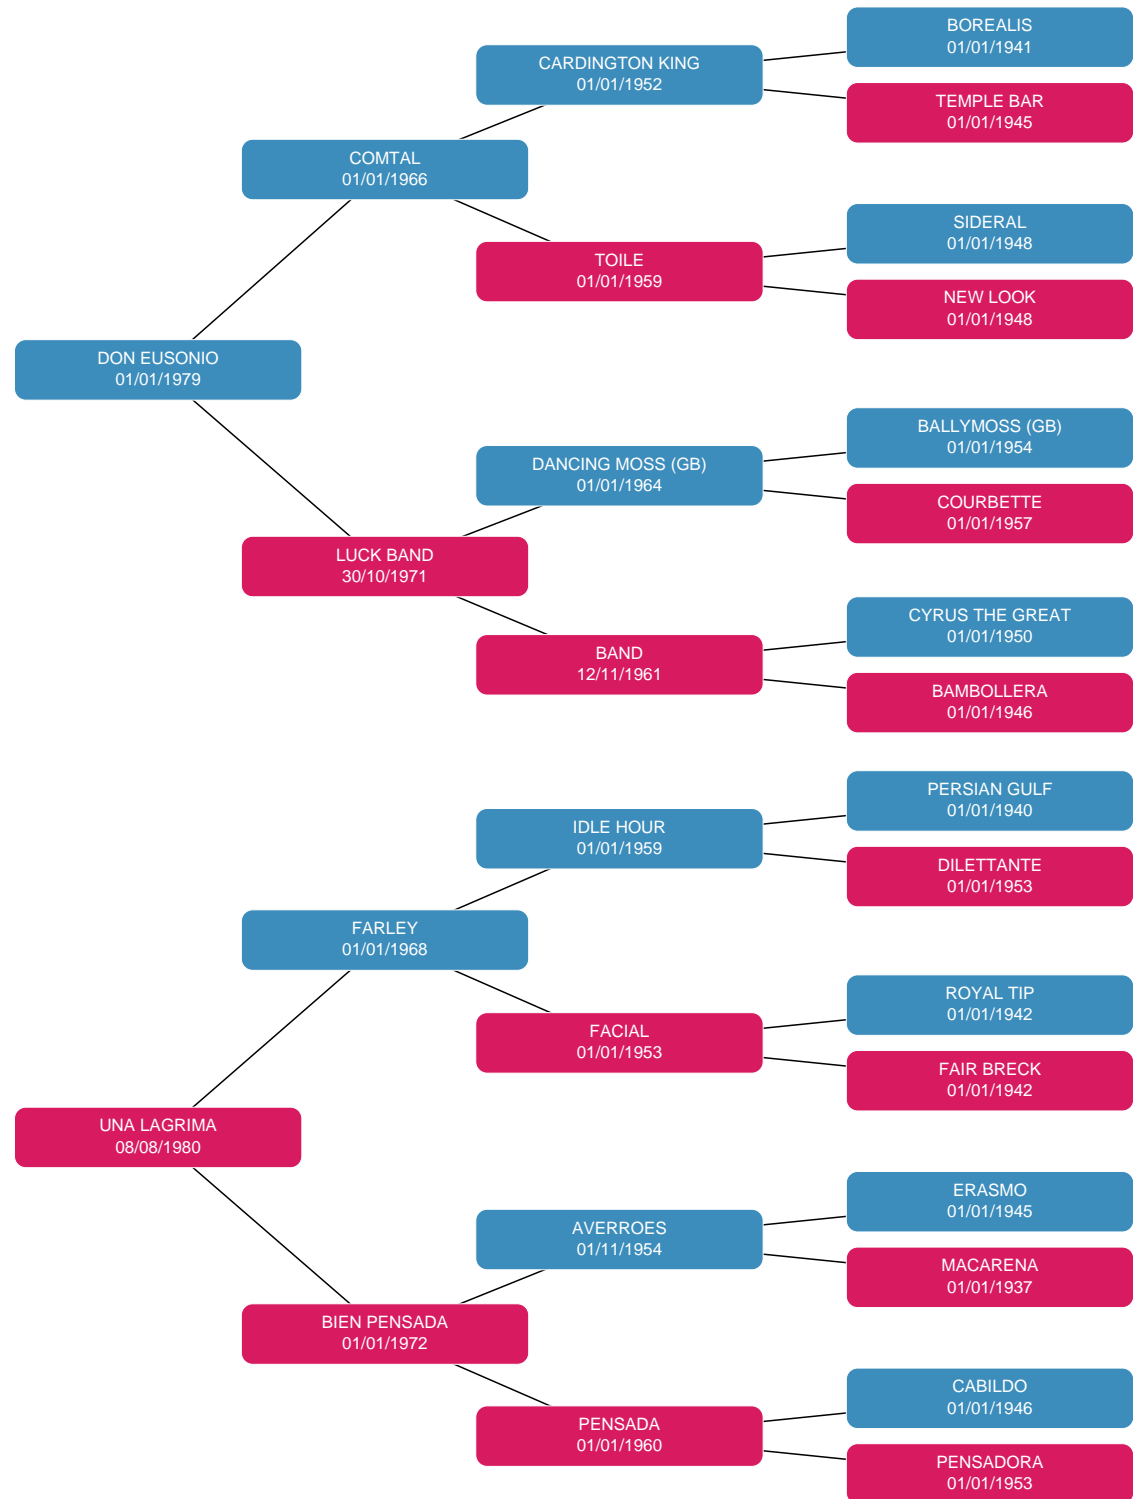 BOREALIS
01/01/1941
CARDINGTON KING
01/01/1952
TEMPLE BAR
01/01/1945
COMTAL
01/01/1966
SIDERAL
01/01/1948
TOILE
01/01/1959
NEW LOOK
01/01/1948
DON EUSONIO
01/01/1979
BALLYMOSS (GB)
01/01/1954
DANCING MOSS (GB)
01/01/1964
COURBETTE
01/01/1957
LUCK BAND
30/10/1971
CYRUS THE GREAT
01/01/1950
BAND
12/11/1961
BAMBOLLERA
01/01/1946
PERSIAN GULF
01/01/1940
IDLE HOUR
01/01/1959
DILETTANTE
01/01/1953
FARLEY
01/01/1968
ROYAL TIP
01/01/1942
FACIAL
01/01/1953
FAIR BRECK
01/01/1942
UNA LAGRIMA
08/08/1980
ERASMO
01/01/1945
AVERROES
01/11/1954
MACARENA
01/01/1937
BIEN PENSADA
01/01/1972
CABILDO
01/01/1946
PENSADA
01/01/1960
PENSADORA
01/01/1953